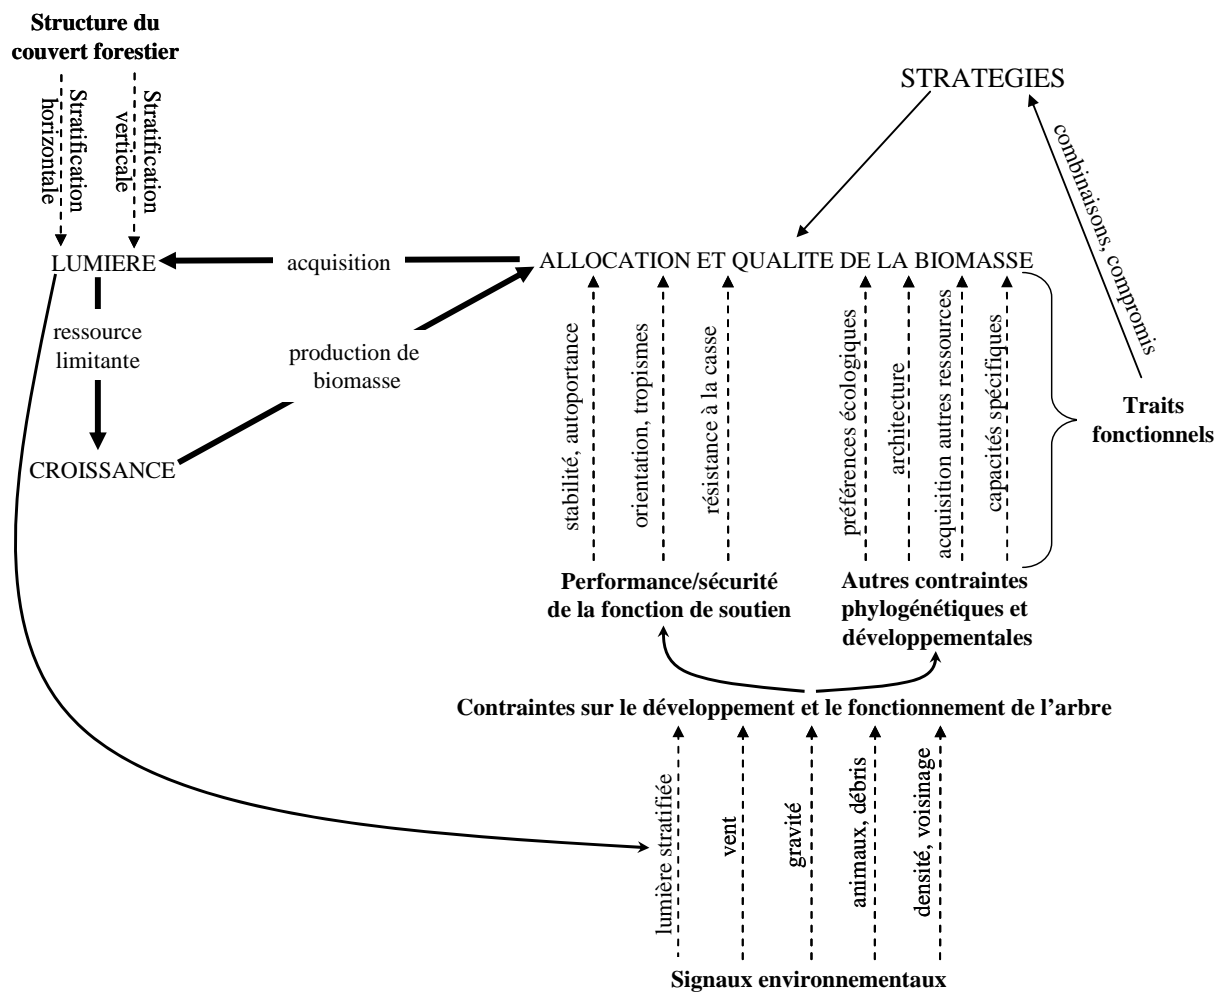 Structure du
couvert forestier
Stratification
horizontale
Stratification
verticale
STRATEGIES
combinaisons, compromis
LUMIERE
acquisition
ALLOCATION ET QUALITE DE LA BIOMASSE
ressource
limitante
production de
biomasse
CROISSANCE
stabilité, autoportance
orientation, tropismes
résistance à la casse
préférences écologiques
architecture
acquisition autres ressources
capacités spécifiques
Traits
fonctionnels
Performance/sécurité
de la fonction de soutien
Autres contraintes
phylogénétiques et
développementales
Contraintes sur le développement et le fonctionnement de l’arbre
lumière stratifiée
vent
gravité
animaux, débris
densité, voisinage
Signaux environnementaux